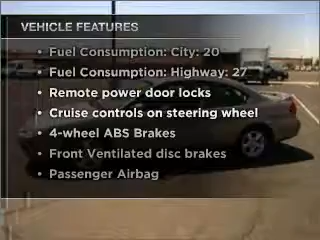 VEHICLE FEATURES
• Fuel Consumption: City: 20
• Fuel Consumption: Highway: 27
• Remote power door locks
• Cruise controls on steering wheel
• 4-wheel ABS Brakes
• Front Ventilated disc brakes
• Passenger Airbag